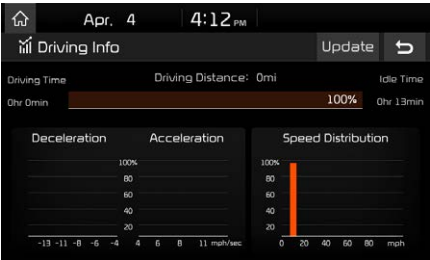 Apr. 4 4:12 PM
Driving Info Update
Driving Time Driving Distance: 0mi Idle Time
0hr 0min 100% 0hr 13min
Deceleration Acceleration Speed Distribution
100% 100%
80 80
60 60
40 40
20 20
-13 -11 -8 -6 -4 4 6 8 11 mph/sec 0 20 40 60 80 mph